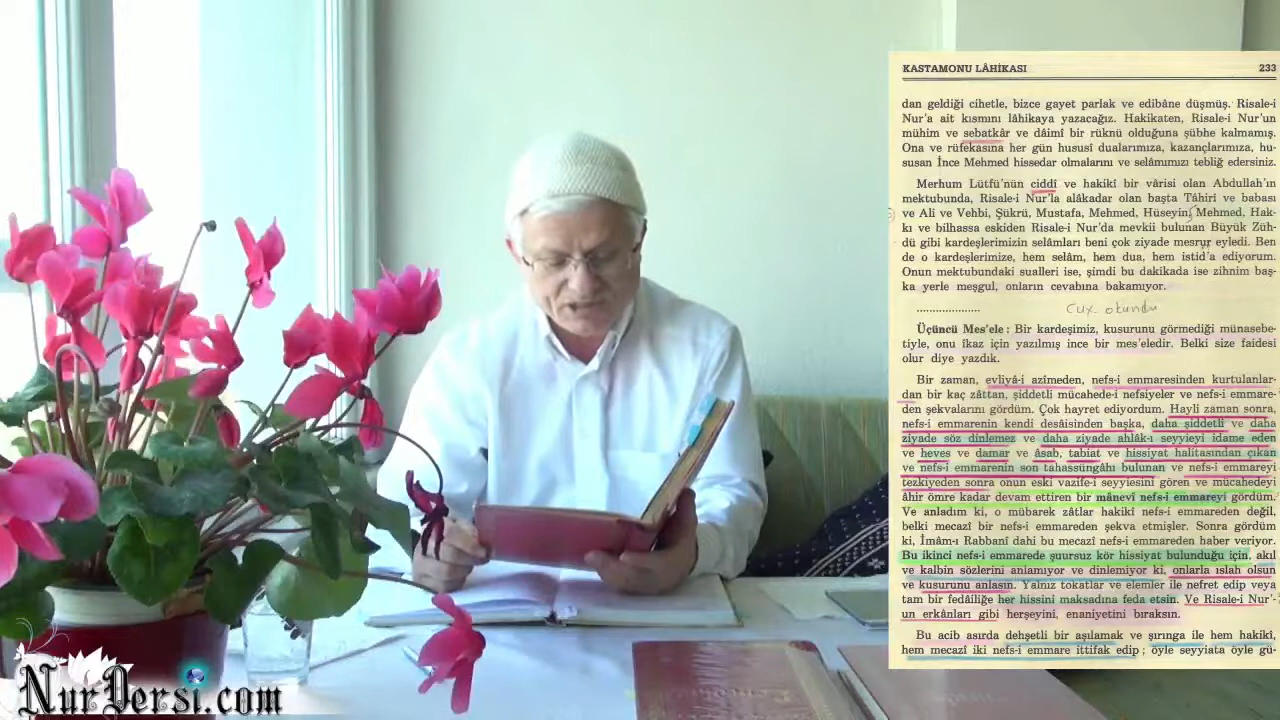 KASTAMONU LÂHİKASI 233
dan geldiği cihetle, bizce gayet parlak ve edibâne düşmüş. Risale-i
Nur'a ait kısmını lâhikaya yazacağız. Hakikaten, Risale-i Nur'un
mühim ve sebatkâr ve dâimî bir rüknü olduğuna şübhe kalmamış.
Ona ve rüfekasına her gün hususî dualarımıza, kazançlarımıza, hu-
susan İnce Mehmed hissedar olmalarını ve selâmımızı tebliğ edersiniz.
Merhum Lütfü'nün ciddî ve hakikî bir vârisi olan Abdullah'ın
mektubunda, Risale-i Nur'la alâkadar olan başta Tâhirî ve babası
ve Ali ve Vehbi, Şükrü, Mustafa, Mehmed, Hüseyin, Mehmed, Hak-
kı ve bilhassa eskiden Risale-i Nur'da mevkii bulunan Büyük Züh-
dü gibi kardeşlerimizin selâmları beni çok ziyade mesrur eyledi. Ben
de o kardeşlerimize, hem selâm, hem dua, hem istid'a ediyorum.
Onun mektubundaki sualleri ise, şimdi bu dakikada ise zihnim baş-
ka yerle meşgul, onların cevabına bakamıyor.
.................... okundu
Üçüncü Mes'ele : Bir kardeşimiz, kusurunu görmediği münasebe-
tiyle, onu îkaz için yazılmış ince bir mes'eledir. Belki size faidesi
olur diye yazdık.
Bir zaman, evliyâ-i azîmeden, nefs-i emmaresinden kurtulanlar-
dan bir kaç zâttan, şiddetli mücahede-i nefsiyeler ve nefs-i emmare-
den şekvalarını gördüm. Çok hayret ediyordum. Hayli zaman sonra,
nefs-i emmarenin kendi desâisinden başka, daha şiddetli ve daha
ziyade söz dinlemez ve daha ziyade ahlâk-ı seyyieyi idame eden
ve heves ve damar ve âsab, tabiat ve hissiyat halitasından çıkan
ve nefs-i emmarenin son tahassüngâhı bulunan ve nefs-i emmareyi
tezkiyeden sonra onun eski vazife-i seyyiesini gören ve mücahedeyi
âhir ömre kadar devam ettiren bir mânevî nefs-i emmareyi gördüm.
Ve anladım ki, o mübarek zâtlar hakikî nefs-i emmareden değil,
belki mecazî bir nefs-i emmareden şekva etmişler. Sonra gördüm
ki, İmâm-ı Rabbanî dahi bu mecazî nefs-i emmareden haber veriyor.
Bu ikinci nefs-i emmarede şuursuz kör hissiyat bulunduğu için, akıl
ve kalbin sözlerini anlamıyor ve dinlemiyor ki, onlarla ıslah olsun
ve kusurunu anlasın. Yalnız tokatlar ve elemler ile nefret edip veya
tam bir fedâîliğe her hissini maksadına feda etsin. Ve Risale-i Nur'-
un erkânları gibi herşeyini, enaniyetini bıraksın.
Bu acib asırda dehşetli bir aşılamak ve şırınga ile hem hakikî,
hem mecazî iki nefs-i emmare ittifak edip ; öyle seyyiata öyle gü-
NurDersi.com